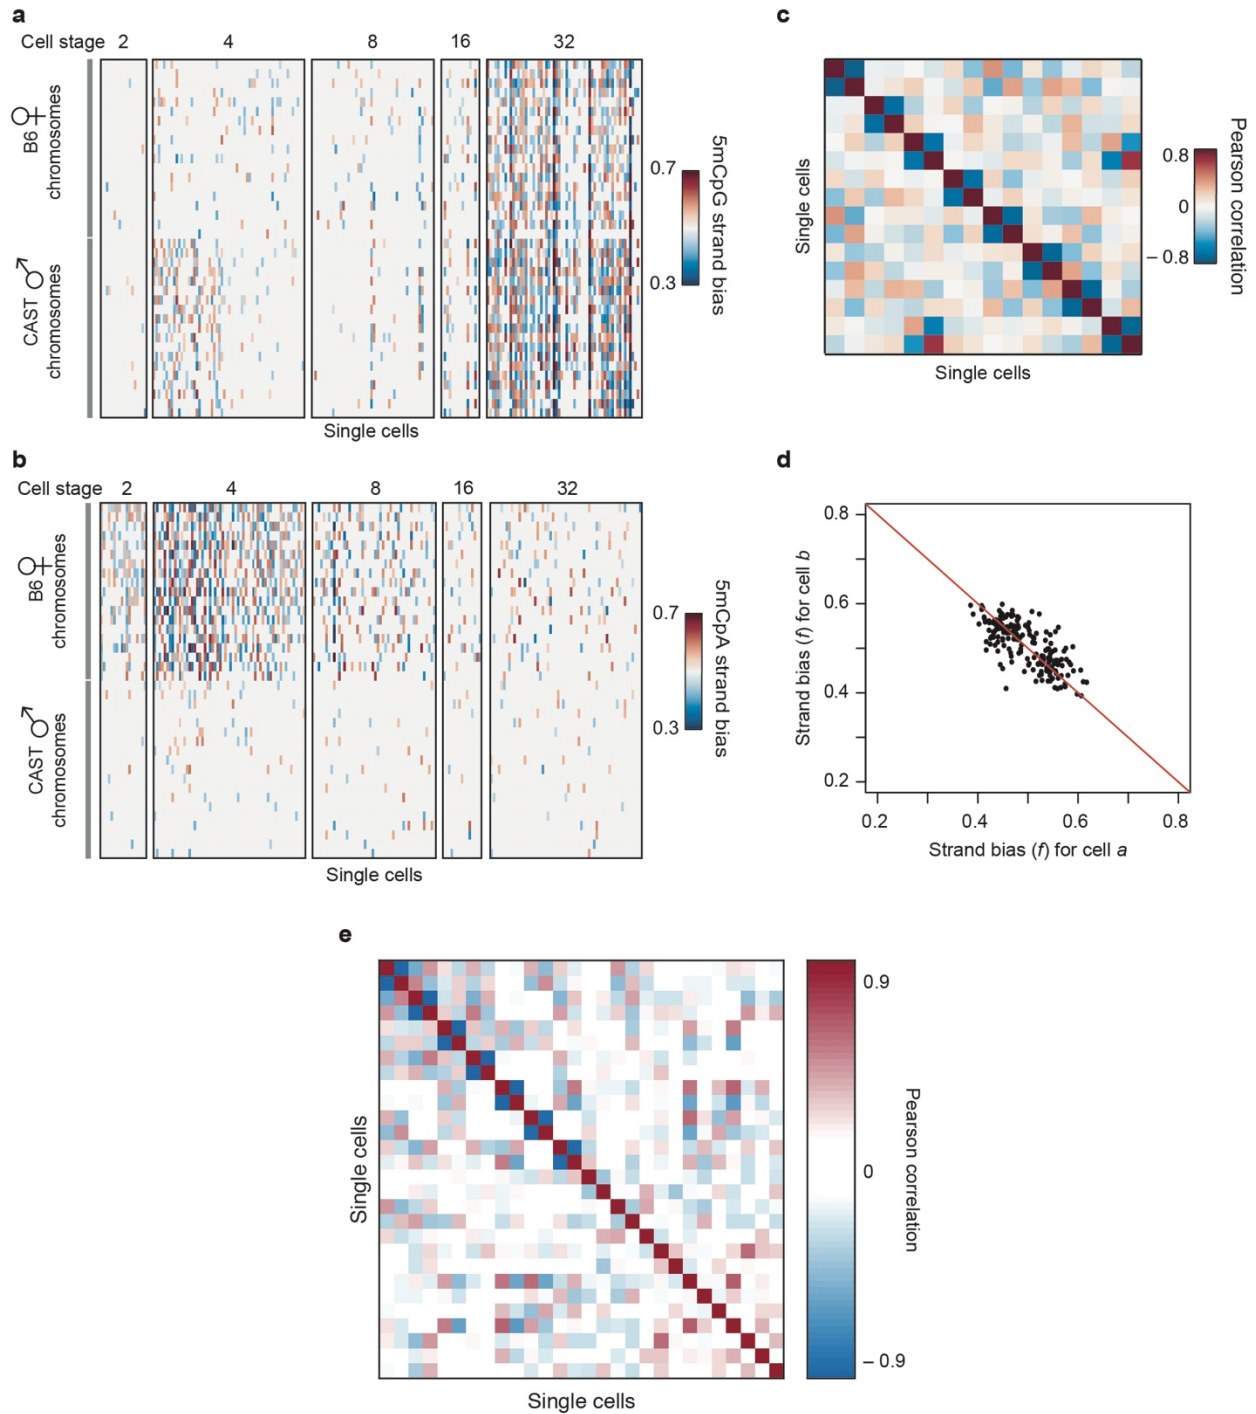 a
Cell stage 2 4 8 16 32
B6 ♀
chromosomes
CAST ♂
chromosomes
Single cells
0.7
0.3
5mCpG strand bias
b
Cell stage 2 4 8 16 32
B6 ♀
chromosomes
CAST ♂
chromosomes
Single cells
0.7
0.3
5mCpA strand bias
c
Single cells
Single cells
0.8
0
– 0.8
Pearson correlation
d
Strand bias (f) for cell b
0.8
0.6
0.4
0.2
0.2 0.4 0.6 0.8
Strand bias (f) for cell a
e
Single cells
Single cells
0.9
0
– 0.9
Pearson correlation